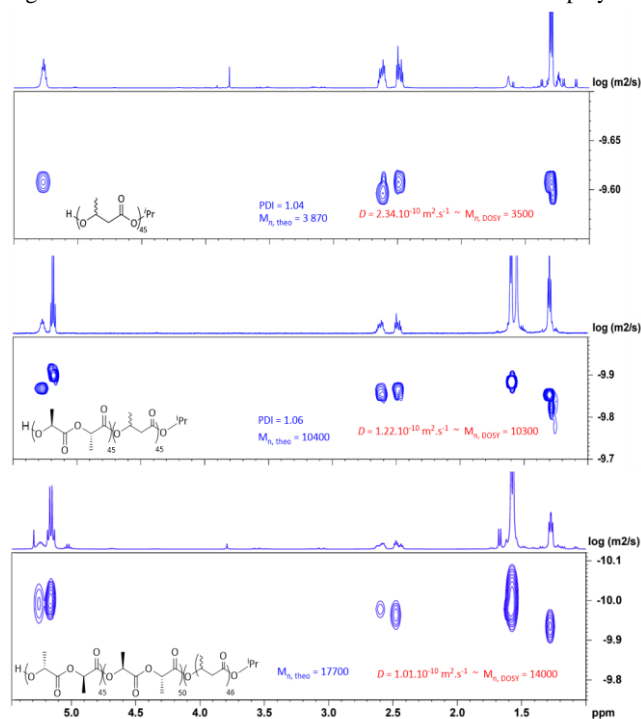 log (m2/s)
-9.65
-9.60
H
O
O
O
45
iPr
PDI = 1.04
Mn, theo = 3 870
D = 2.34.10-10 m2.s-1 ~ Mn, DOSY= 3500
log (m2/s)
-9.9
-9.8
-9.7
H
O
O
O
O
45
O
O
45
O
iPr
PDI = 1.06
Mn, theo = 10400
D = 1.22.10-10 m2.s-1 ~ Mn, DOSY= 10300
log (m2/s)
-10.1
-10.0
-9.9
-9.8
H
O
O
O
O
45
O
O
O
O
50
O
O
46
O
iPr
Mn, theo = 17700
D = 1.01.10-10 m2.s-1 ~ Mn, DOSY= 14000
5.0 4.5 4.0 3.5 3.0 2.5 2.0 1.5 ppm